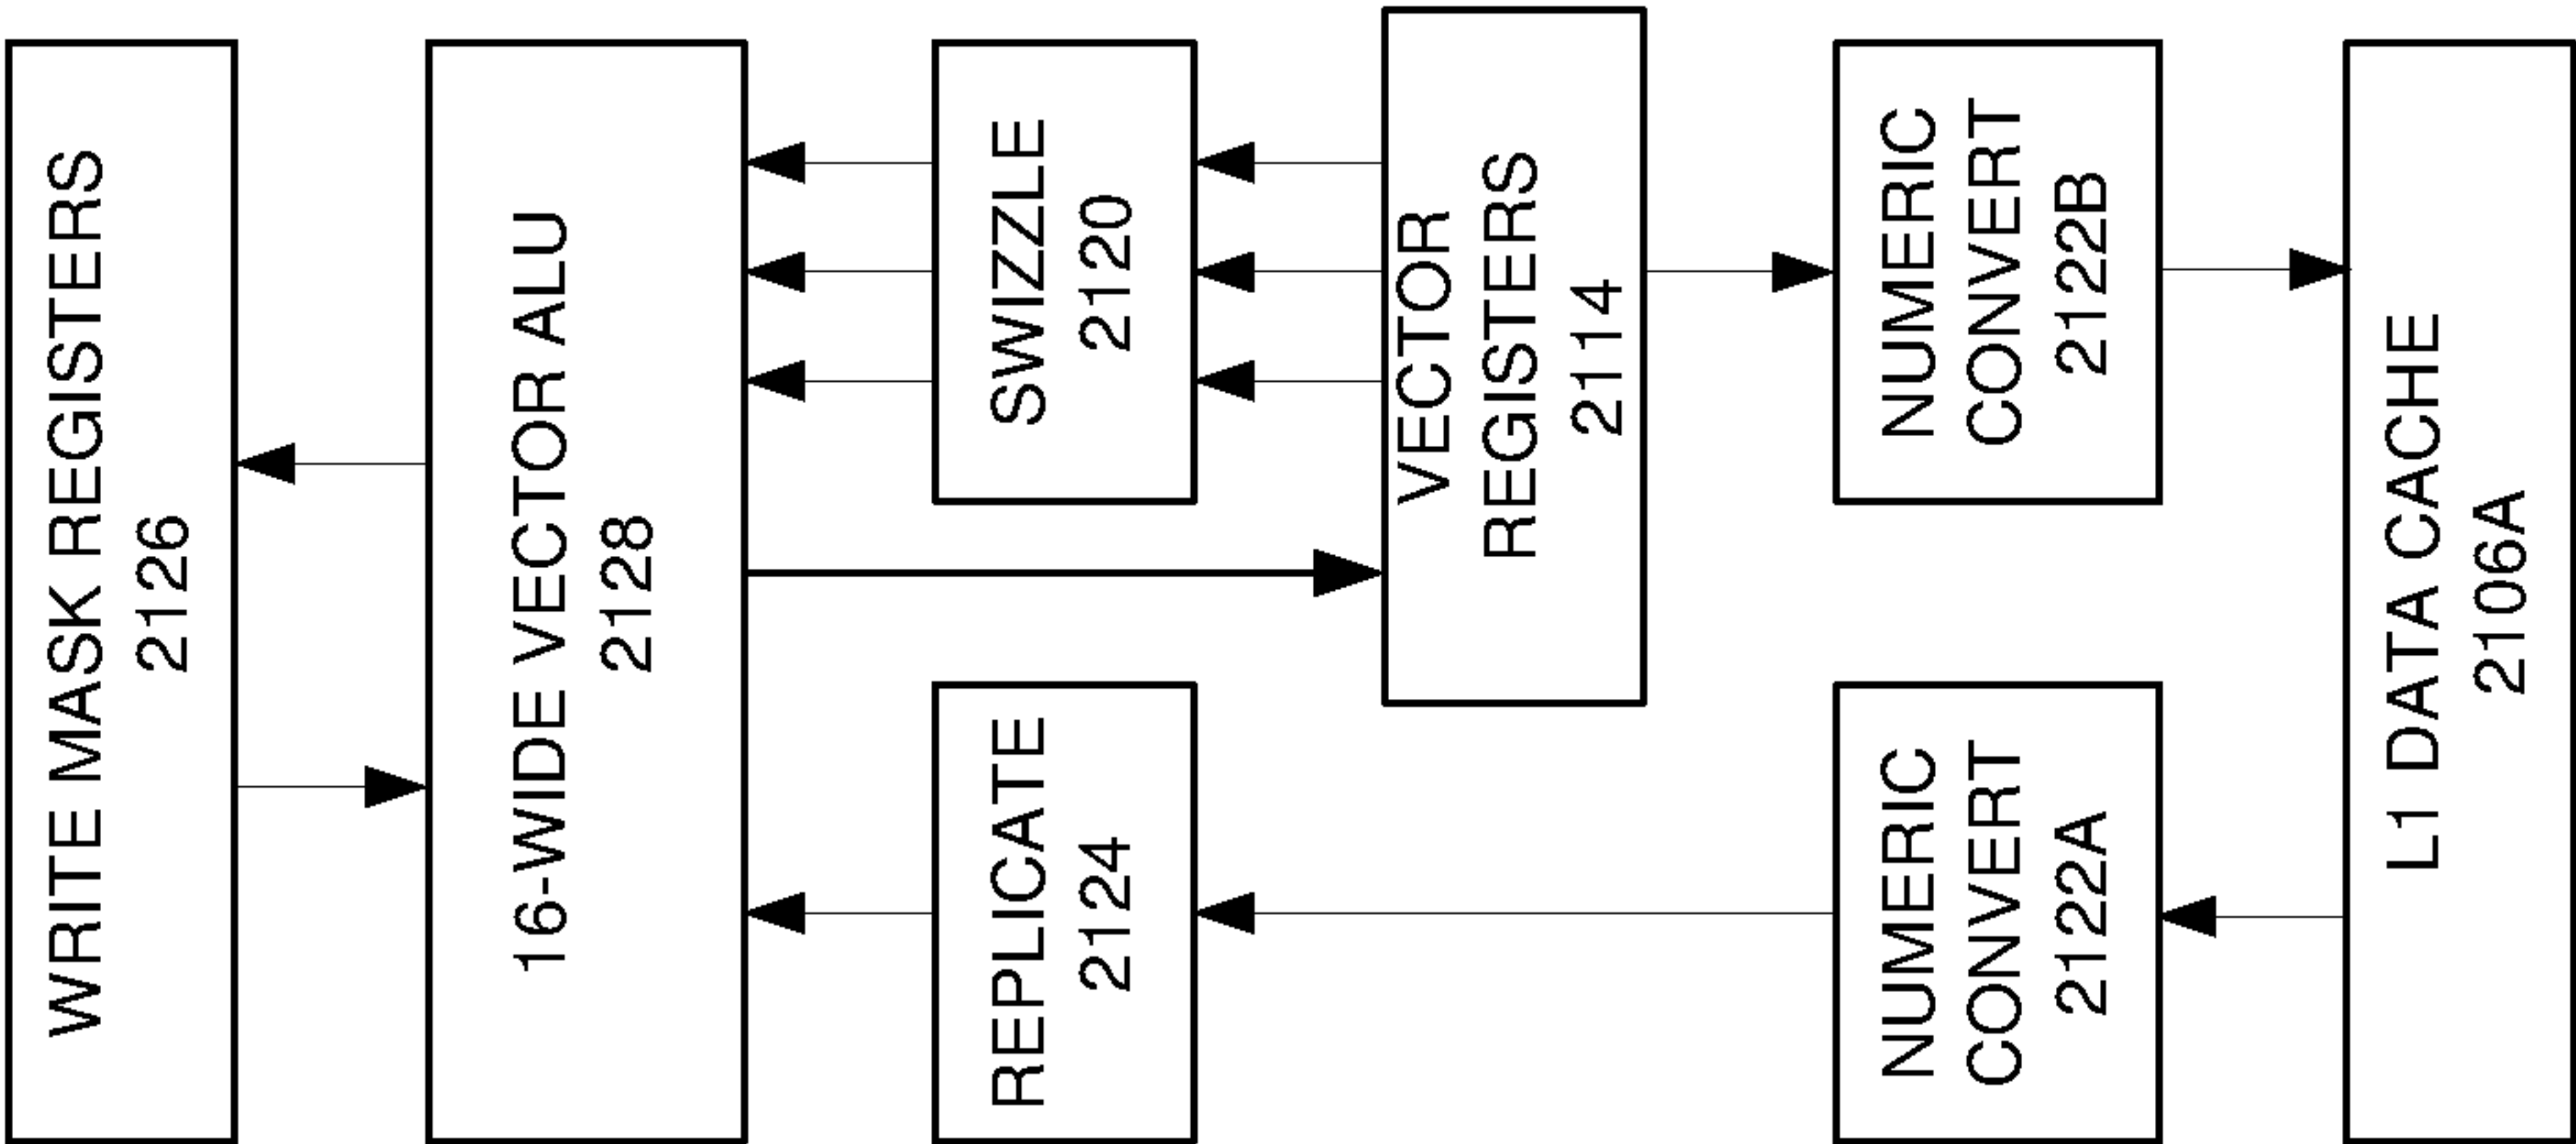 WRITE MASK REGISTERS
2126
16-WIDE VECTOR ALU
2128
REPLICATE
2124
SWIZZLE
2120
VECTOR
REGISTERS
2114
NUMERIC
CONVERT
2122A
NUMERIC
CONVERT
2122B
L1 DATA CACHE
2106A